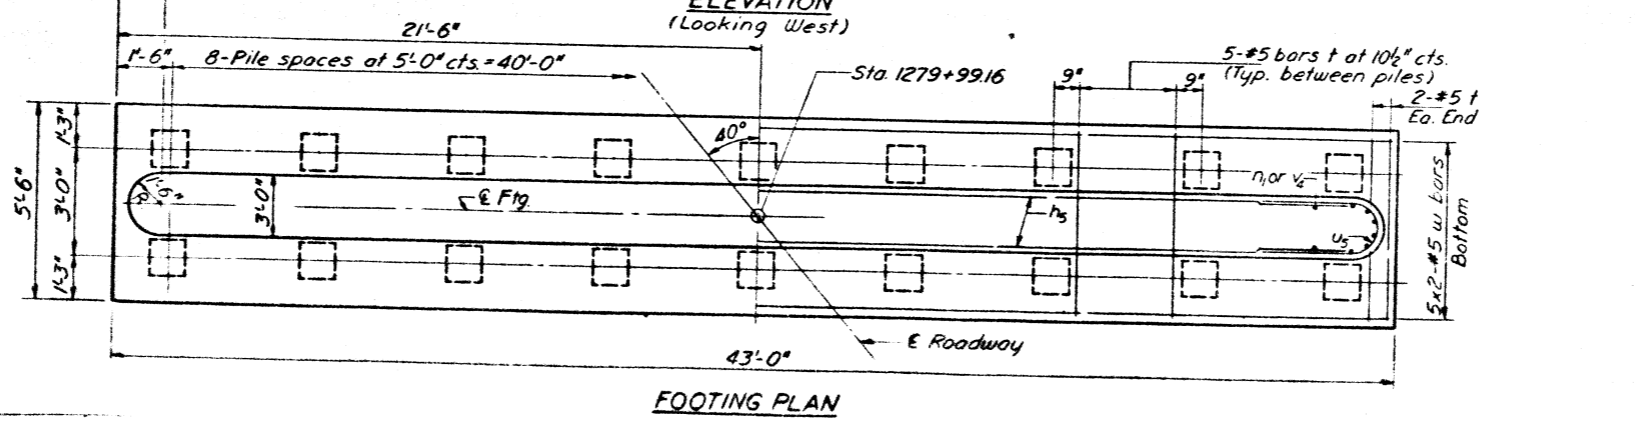 ELEVATION
(Looking West)
21'-6"
1'-6"
8-Pile spaces at 5'-0" cts. = 40'-0"
Sta. 1279+99.16
9"
5-#5 bars t at 10½" cts.
(Typ. between piles)
9"
2-#5 t
Ea. End
40°
1'-3"
3'-0"
1'-3"
5'-6"
1'-6"
3'-0"
℄ Ftg.
h5
n1 or v4
u5
5x2-#5 w bars
Bottom
℄ Roadway
43'-0"
FOOTING PLAN